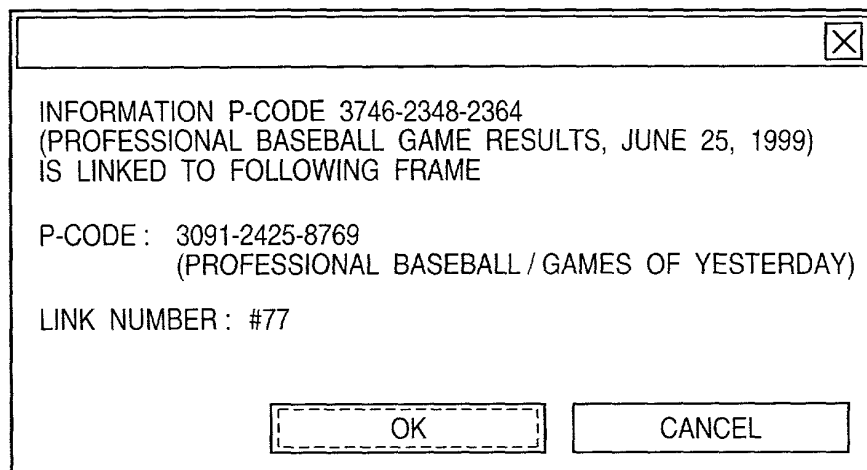 INFORMATION P-CODE 3746-2348-2364
(PROFESSIONAL BASEBALL GAME RESULTS, JUNE 25, 1999)
IS LINKED TO FOLLOWING FRAME
P-CODE : 3091-2425-8769
(PROFESSIONAL BASEBALL / GAMES OF YESTERDAY)
LINK NUMBER : #77
OK CANCEL